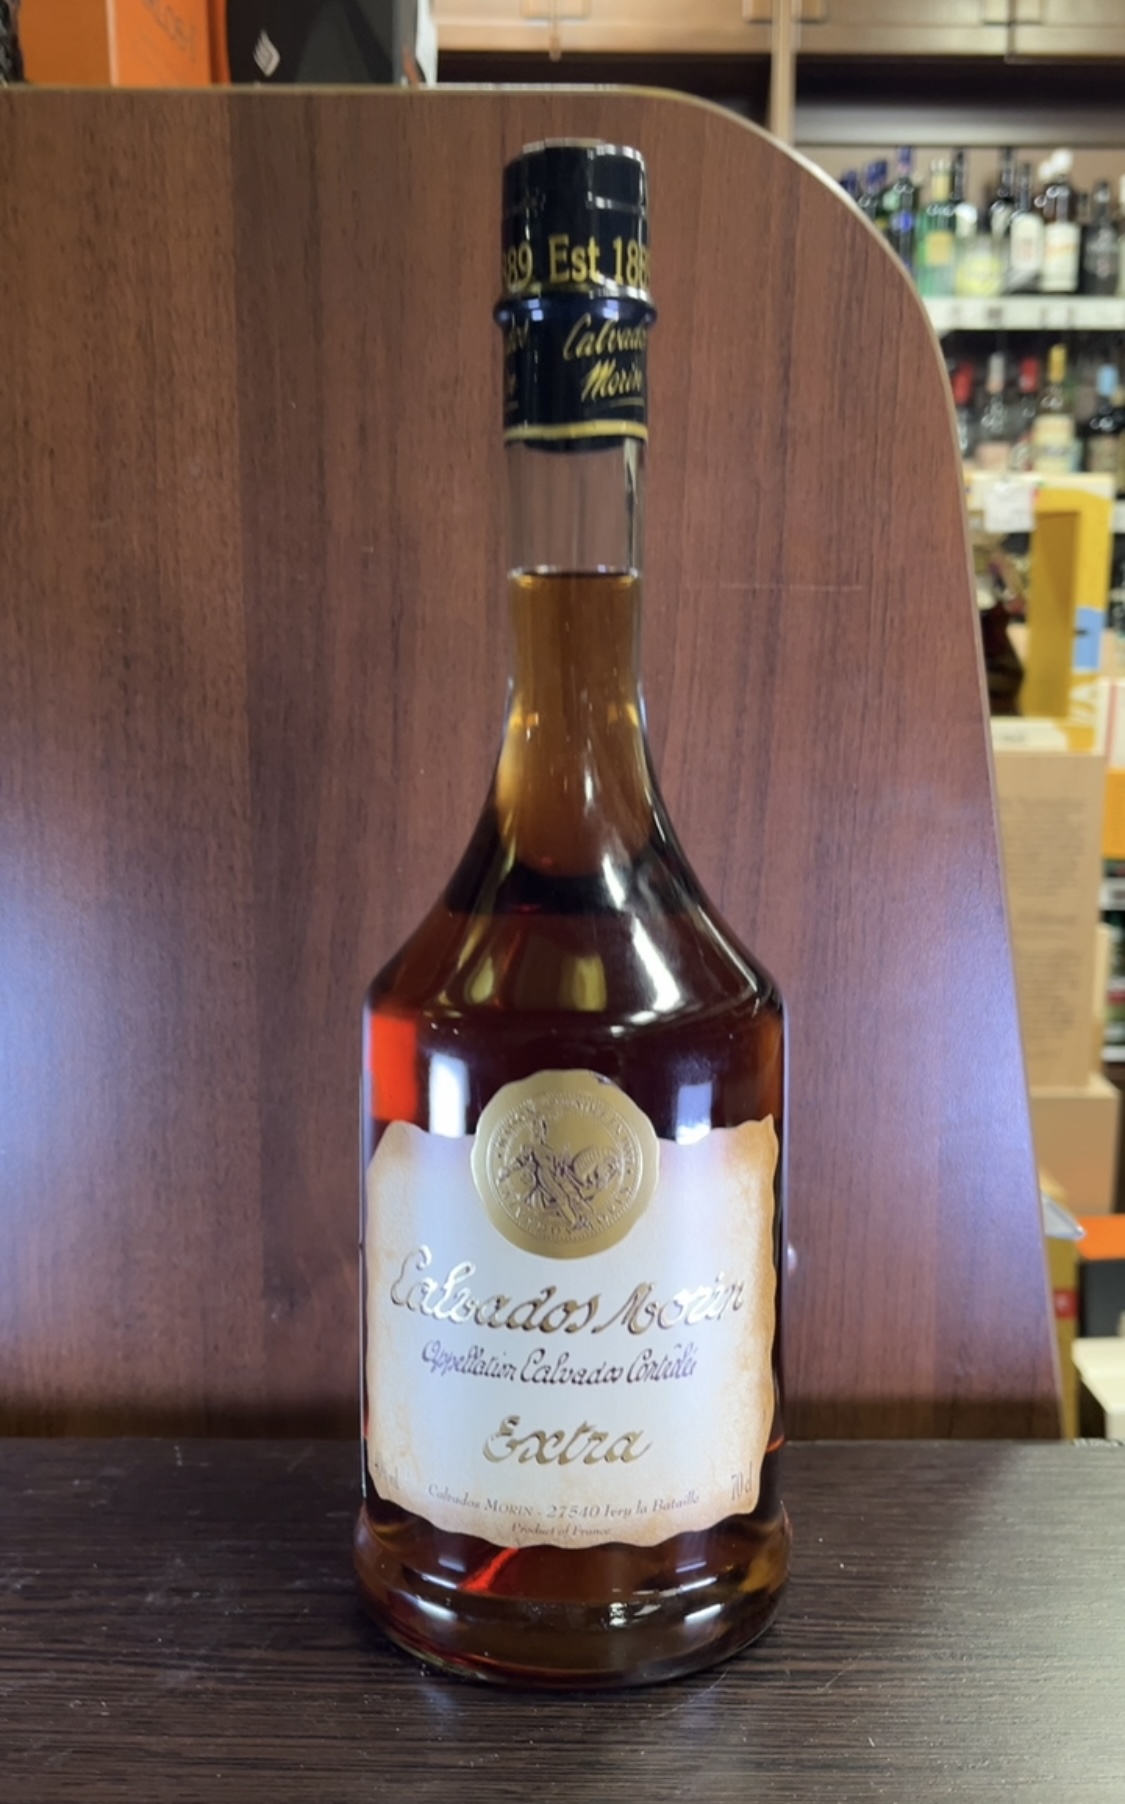 89 Est 188
Calvados
Morin
Calvados Morin
Appellation Calvados Contrôlée
Extra
70 cl
Calvados MORIN - 27540 Ivry la Bataille
Product of France